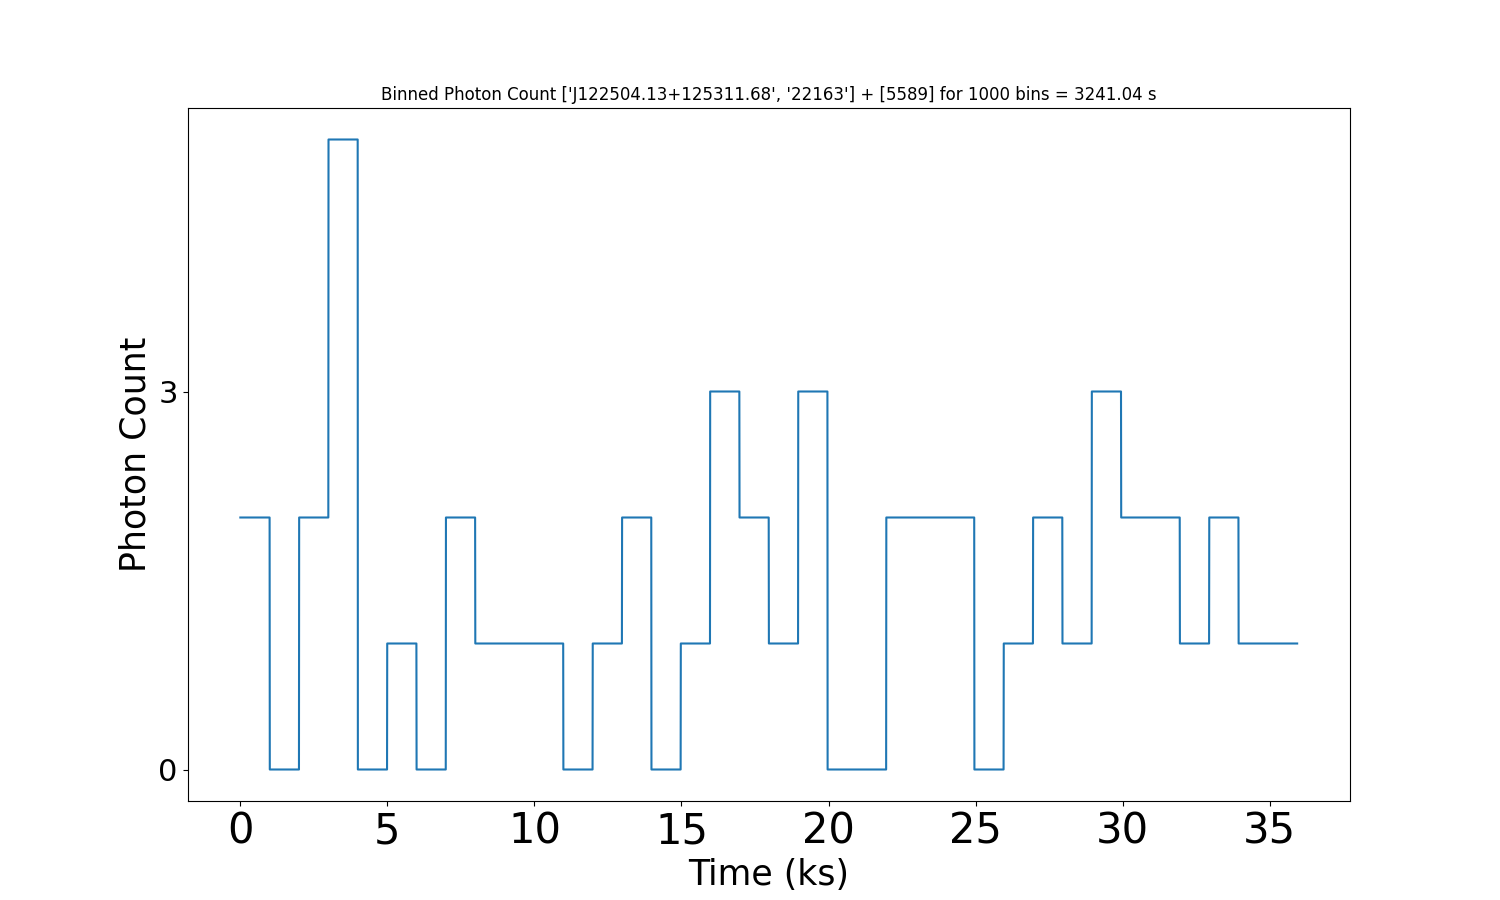 Binned Photon Count ['J122504.13+125311.68', '22163'] + [5589] for 1000 bins = 3241.04 s
Photon Count
3
0
0 5 10 15 20 25 30 35
Time (ks)